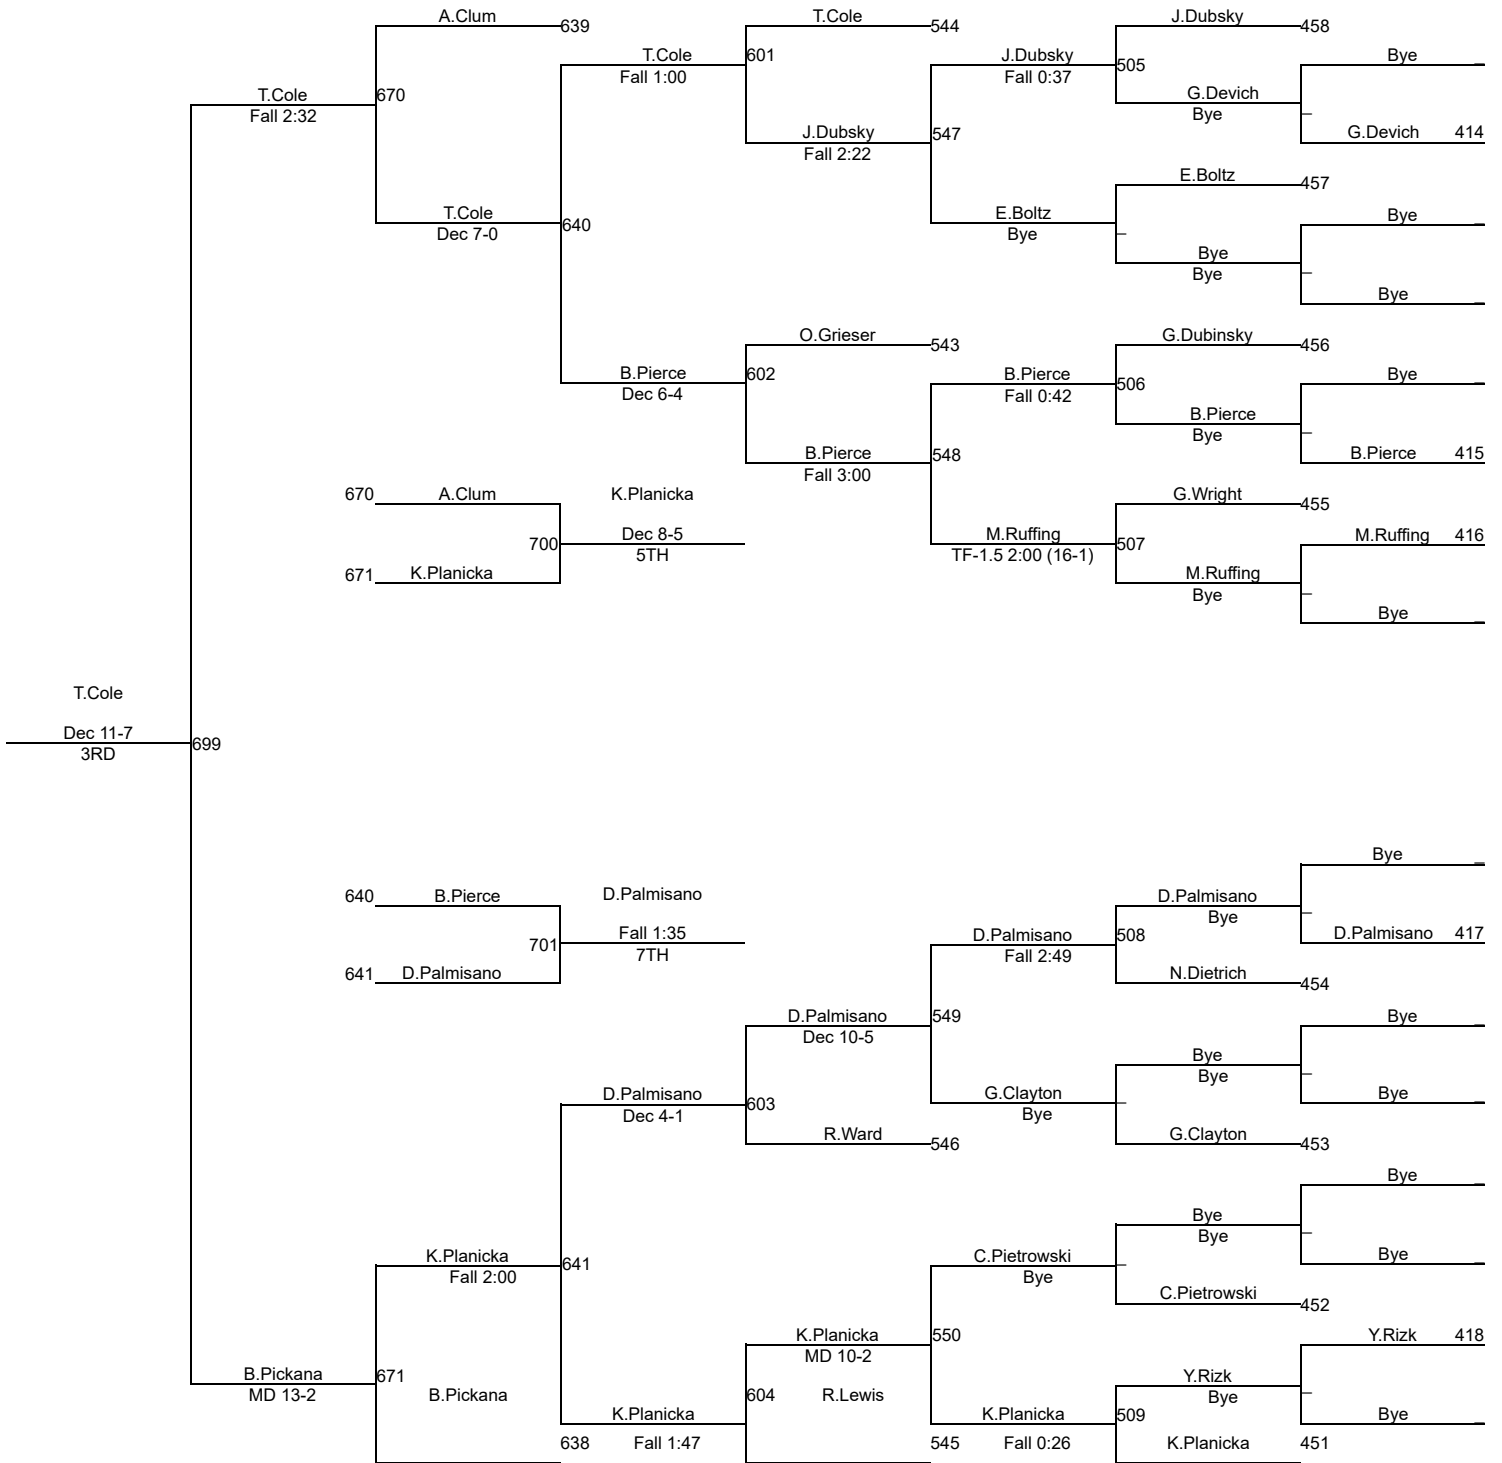 A.Clum
639
T.Cole
544
J.Dubsky
458
T.Cole
Fall 1:00
601
J.Dubsky
Fall 0:37
505
Bye
T.Cole
Fall 2:32
670
G.Devich
Bye
J.Dubsky
Fall 2:22
547
G.Devich 414
E.Boltz
457
T.Cole
Dec 7-0
640
E.Boltz
Bye
Bye
Bye
Bye
Bye
O.Grieser
543
G.Dubinsky
456
B.Pierce
Dec 6-4
602
B.Pierce
Fall 0:42
506
Bye
B.Pierce
Bye
B.Pierce
Fall 3:00
548
B.Pierce 415
670 A.Clum
K.Planicka
G.Wright
455
700
Dec 8-5
5TH
M.Ruffing
TF-1.5 2:00 (16-1)
507
M.Ruffing 416
671 K.Planicka
M.Ruffing
Bye
Bye
T.Cole
Dec 11-7
3RD
699
Bye
640 B.Pierce
D.Palmisano
D.Palmisano
Bye
701
Fall 1:35
7TH
D.Palmisano
Fall 2:49
508
D.Palmisano 417
641 D.Palmisano
N.Dietrich
454
D.Palmisano
Dec 10-5
549
Bye
Bye
Bye
D.Palmisano
Dec 4-1
603
G.Clayton
Bye
Bye
R.Ward
546
G.Clayton
453
Bye
Bye
Bye
K.Planicka
Fall 2:00
641
C.Pietrowski
Bye
Bye
C.Pietrowski
452
K.Planicka
MD 10-2
550
Y.Rizk 418
B.Pickana
MD 13-2
671
B.Pickana
604
R.Lewis
Y.Rizk
Bye
K.Planicka
K.Planicka
509
Bye
638
Fall 1:47
545
Fall 0:26
K.Planicka
451